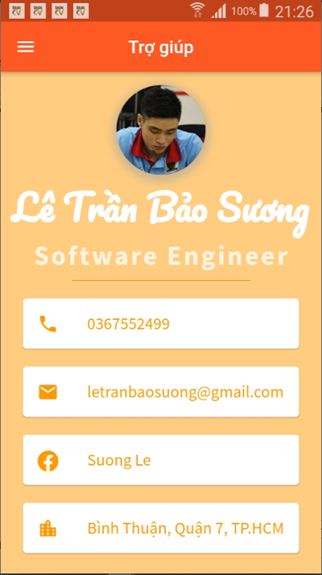 100% 21:26
Trợ giúp
Lê Trần Bảo Sương
Software Engineer
0367552499
letranbaosuong@gmail.com
Suong Le
Bình Thuận, Quận 7, TP.HCM